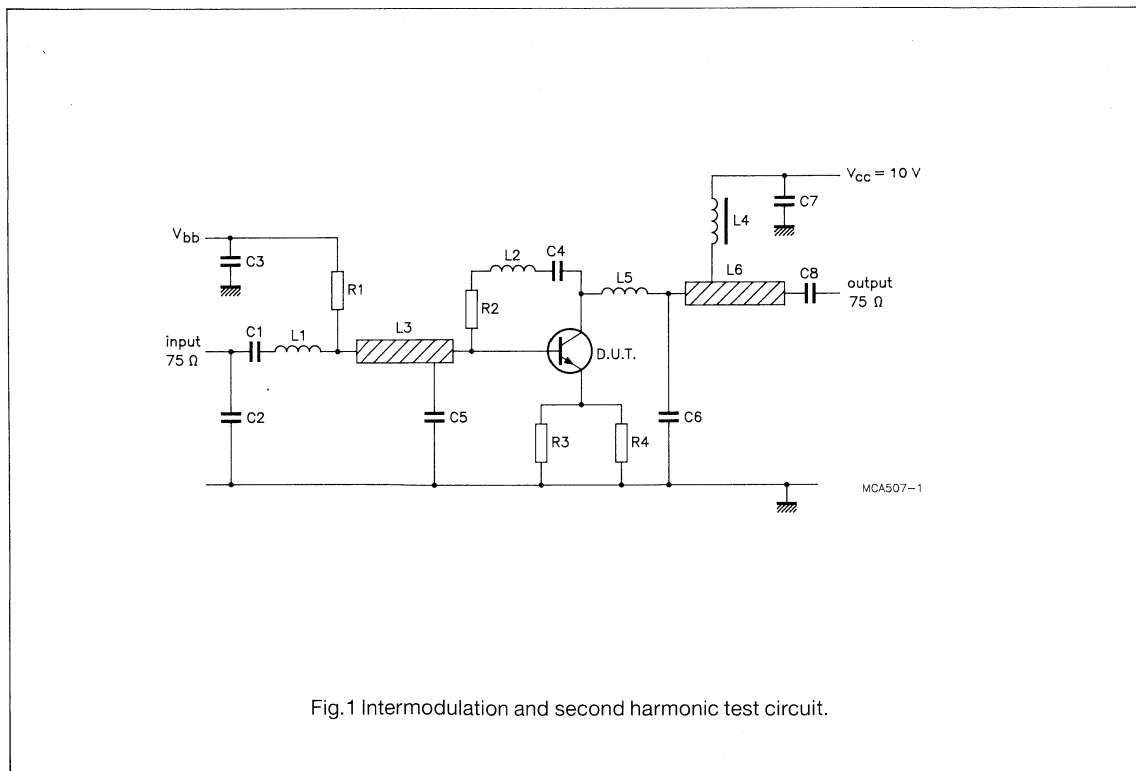 V_cc = 10 V
C7
L4
V_bb
C3
R1
L2
C4
R2
L5
L6
C8
output
75 Ω
input
75 Ω
C1
L1
L3
D.U.T.
C2
C5
R3
R4
C6
MCA507-1
Fig.1 Intermodulation and second harmonic test circuit.